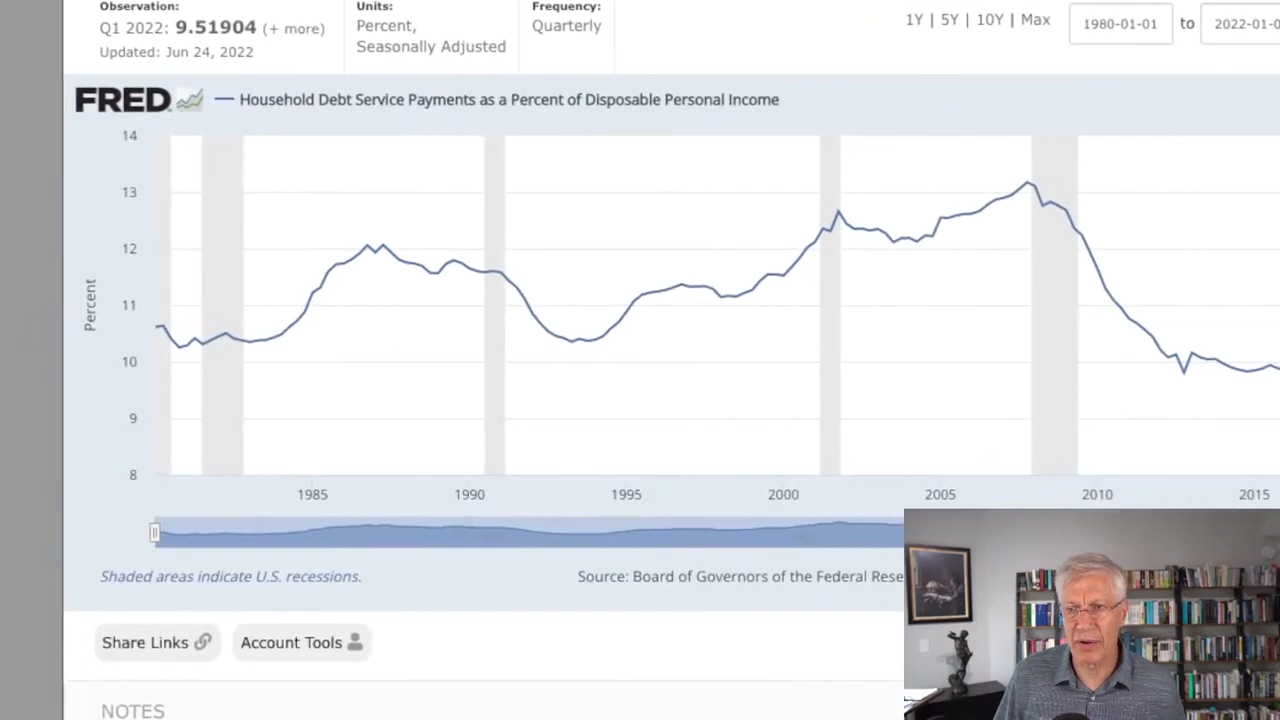 Observation:
Q1 2022: 9.51904 (+ more)
Updated: Jun 24, 2022
Units:
Percent,
Seasonally Adjusted
Frequency:
Quarterly
1Y | 5Y | 10Y | Max
1980-01-01 to 2022-01-0
FRED
Household Debt Service Payments as a Percent of Disposable Personal Income
14
13
12
11
10
9
8
Percent
1985 1990 1995 2000 2005 2010 2015
Shaded areas indicate U.S. recessions.
Source: Board of Governors of the Federal Rese
Share Links
Account Tools
NOTES